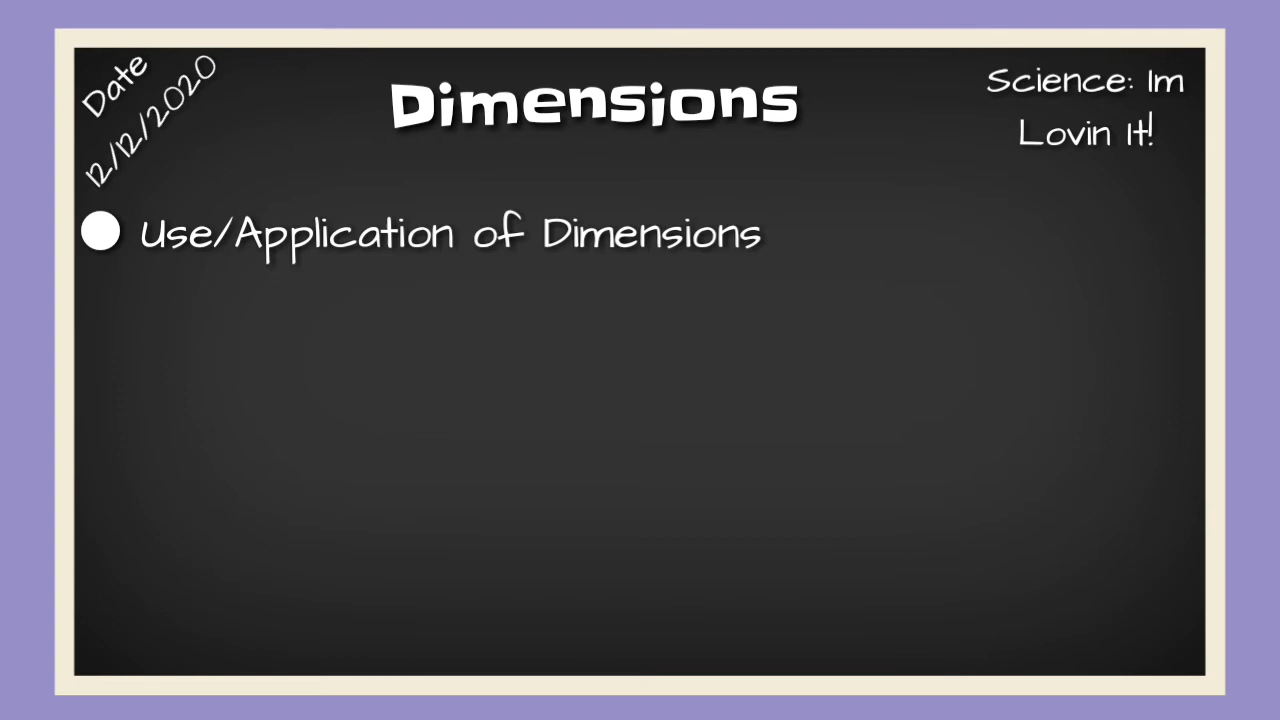 Date
12/12/2020
Dimensions
Science: Im
Lovin It!
Use/Application of Dimensions